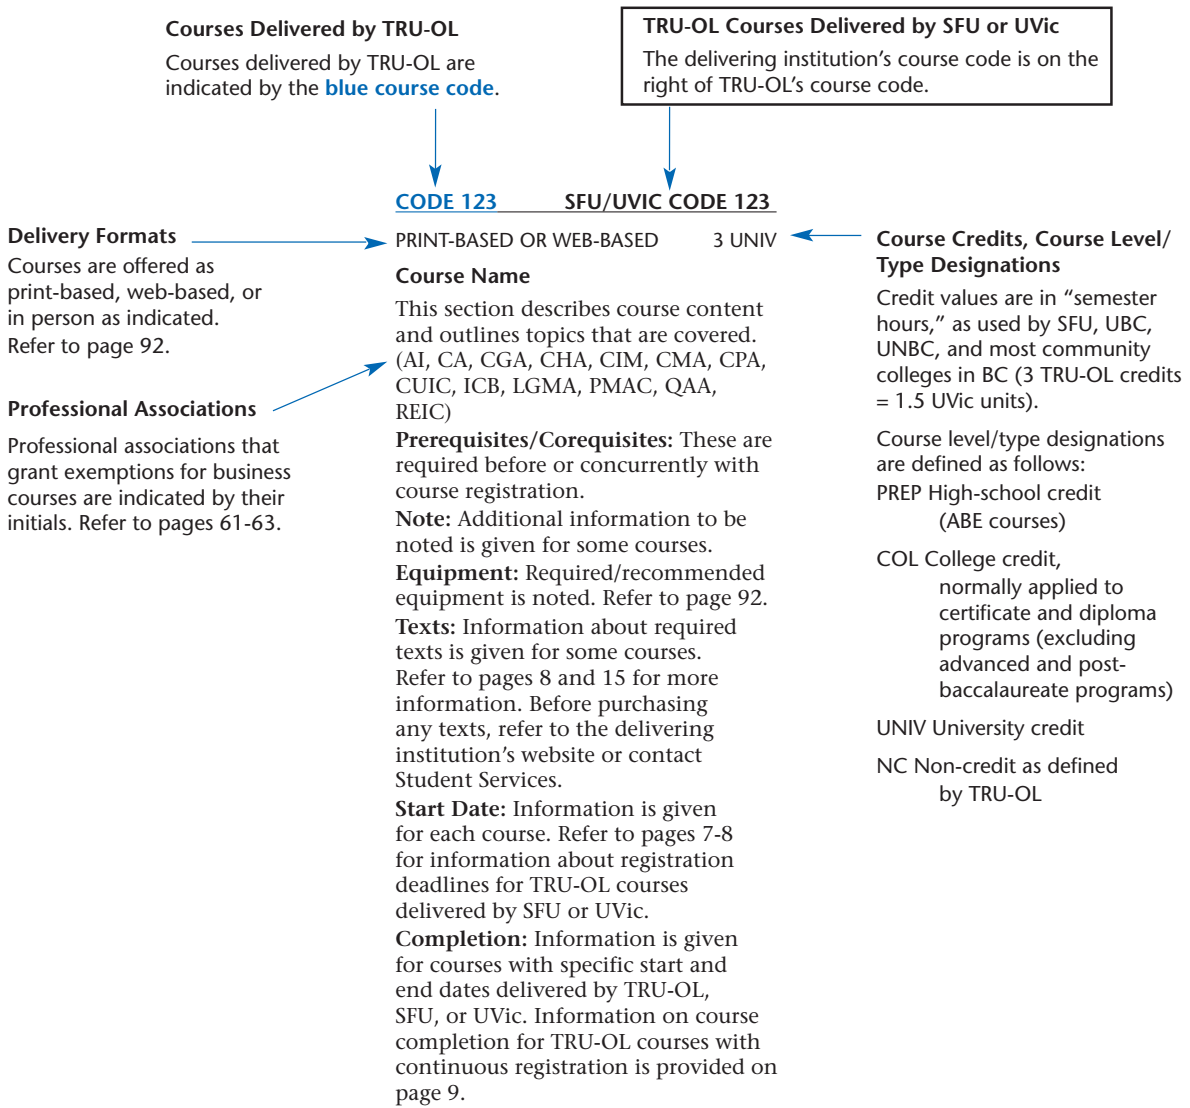 Courses Delivered by TRU-OL
Courses delivered by TRU-OL are
indicated by the blue course code.
TRU-OL Courses Delivered by SFU or UVic
The delivering institution’s course code is on the
right of TRU-OL’s course code.
CODE 123 SFU/UVIC CODE 123
PRINT-BASED OR WEB-BASED 3 UNIV
Delivery Formats
Courses are offered as
print-based, web-based, or
in person as indicated.
Refer to page 92.
Professional Associations
Professional associations that
grant exemptions for business
courses are indicated by their
initials. Refer to pages 61-63.
Course Name
This section describes course content
and outlines topics that are covered.
(AI, CA, CGA, CHA, CIM, CMA, CPA,
CUIC, ICB, LGMA, PMAC, QAA,
REIC)
Prerequisites/Corequisites: These are
required before or concurrently with
course registration.
Note: Additional information to be
noted is given for some courses.
Equipment: Required/recommended
equipment is noted. Refer to page 92.
Texts: Information about required
texts is given for some courses.
Refer to pages 8 and 15 for more
information. Before purchasing
any texts, refer to the delivering
institution’s website or contact
Student Services.
Start Date: Information is given
for each course. Refer to pages 7-8
for information about registration
deadlines for TRU-OL courses
delivered by SFU or UVic.
Completion: Information is given
for courses with specific start and
end dates delivered by TRU-OL,
SFU, or UVic. Information on course
completion for TRU-OL courses with
continuous registration is provided on
page 9.
Course Credits, Course Level/
Type Designations
Credit values are in “semester
hours,” as used by SFU, UBC,
UNBC, and most community
colleges in BC (3 TRU-OL credits
= 1.5 UVic units).
Course level/type designations
are defined as follows:
PREP High-school credit
(ABE courses)
COL College credit,
normally applied to
certificate and diploma
programs (excluding
advanced and post-
baccalaureate programs)
UNIV University credit
NC Non-credit as defined
by TRU-OL